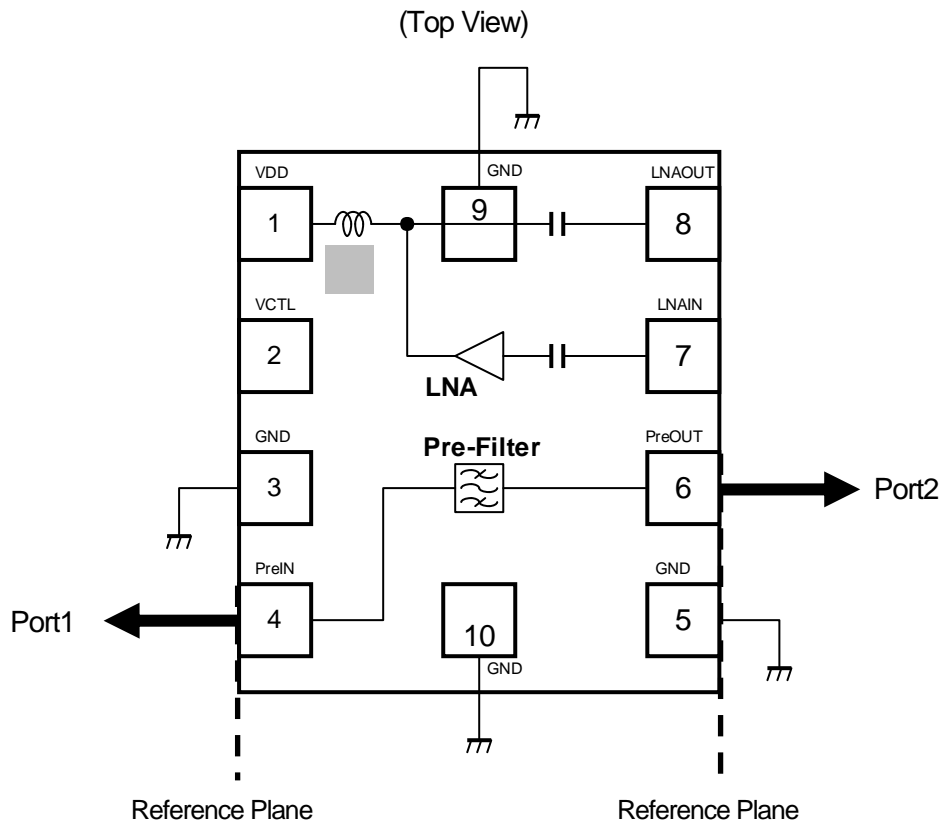 (Top View)
VDD
1
GND
9
LNAOUT
8
VCTL
2
LNA
LNAIN
7
GND
3
Pre-Filter
PreOUT
6
Port2
PreIN
4
Port1
10
GND
GND
5
Reference Plane
Reference Plane